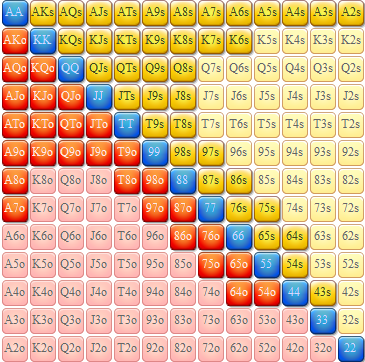 AA AKs AQs AJs ATs A9s A8s A7s A6s A5s A4s A3s A2s
AKo KK KQs KJs KTs K9s K8s K7s K6s K5s K4s K3s K2s
AQo KQo QQ QJs QTs Q9s Q8s Q7s Q6s Q5s Q4s Q3s Q2s
AJo KJo QJo JJ JTs J9s J8s J7s J6s J5s J4s J3s J2s
ATo KTo QTo JTo TT T9s T8s T7s T6s T5s T4s T3s T2s
A9o K9o Q9o J9o T9o 99 98s 97s 96s 95s 94s 93s 92s
A8o K8o Q8o J8o T8o 98o 88 87s 86s 85s 84s 83s 82s
A7o K7o Q7o J7o T7o 97o 87o 77 76s 75s 74s 73s 72s
A6o K6o Q6o J6o T6o 96o 86o 76o 66 65s 64s 63s 62s
A5o K5o Q5o J5o T5o 95o 85o 75o 65o 55 54s 53s 52s
A4o K4o Q4o J4o T4o 94o 84o 74o 64o 54o 44 43s 42s
A3o K3o Q3o J3o T3o 93o 83o 73o 63o 53o 43o 33 32s
A2o K2o Q2o J2o T2o 92o 82o 72o 62o 52o 42o 32o 22